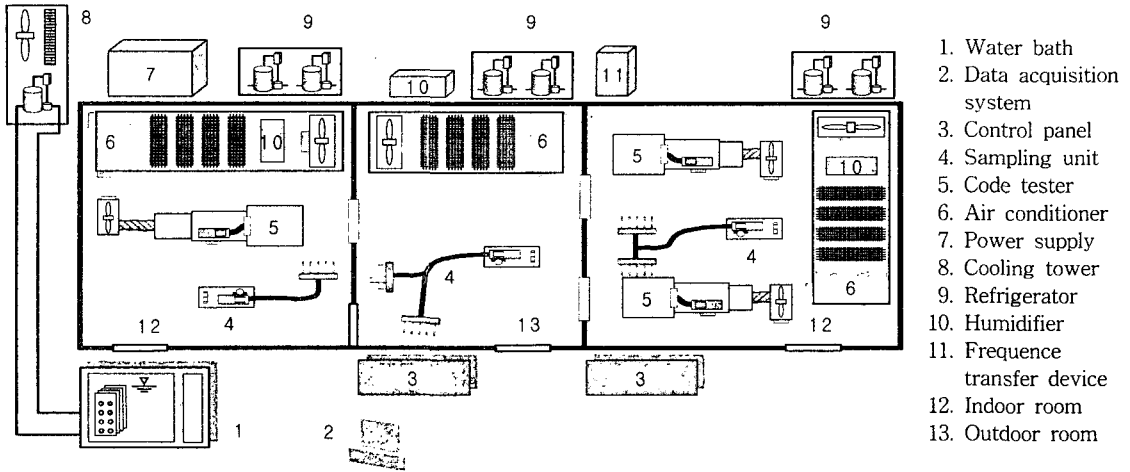 8
9
9
9
7
10
11
6
10
6
5
10
5
4
4
5
6
4
12
13
12
3
3
1
2
1. Water bath
2. Data acquisition
system
3. Control panel
4. Sampling unit
5. Code tester
6. Air conditioner
7. Power supply
8. Cooling tower
9. Refrigerator
10. Humidifier
11. Frequence
transfer device
12. Indoor room
13. Outdoor room